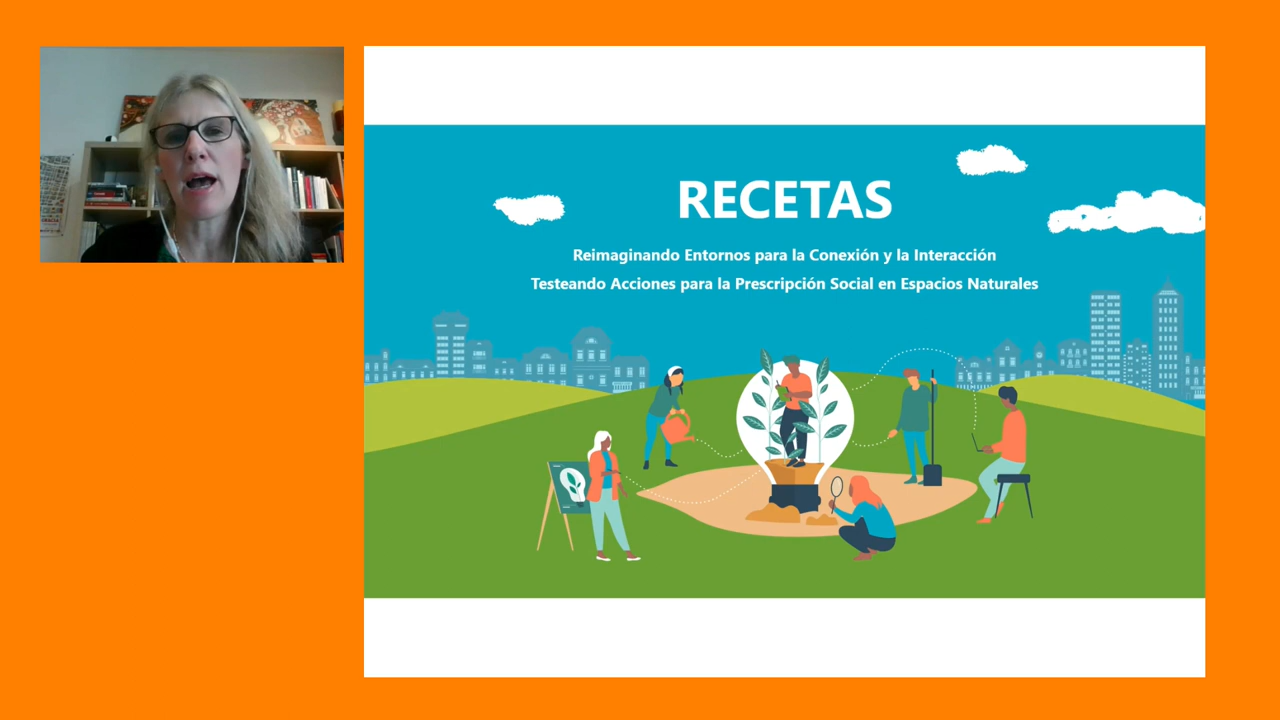 RECETAS
Reimaginando Entornos para la Conexión y la Interacción
Testeando Acciones para la Prescripción Social en Espacios Naturales